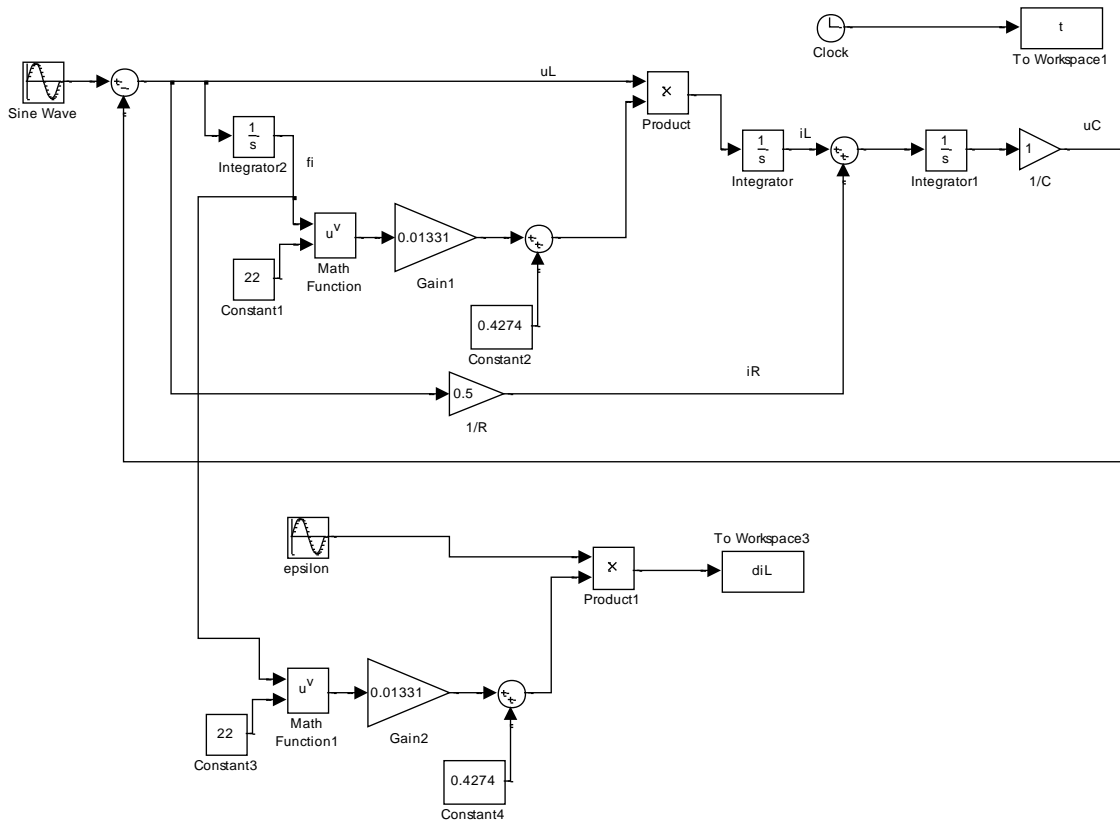 t
Clock
To Workspace1
Sine Wave
uL
×
Product
uC
1
s
Integrator2
fi
1
s
Integrator
iL
1
s
Integrator1
1
1/C
u^v
Math
Function
0.01331
Gain1
22
Constant1
0.4274
Constant2
iR
0.5
1/R
epsilon
To Workspace3
×
Product1
diL
u^v
Math
Function1
0.01331
Gain2
22
Constant3
0.4274
Constant4